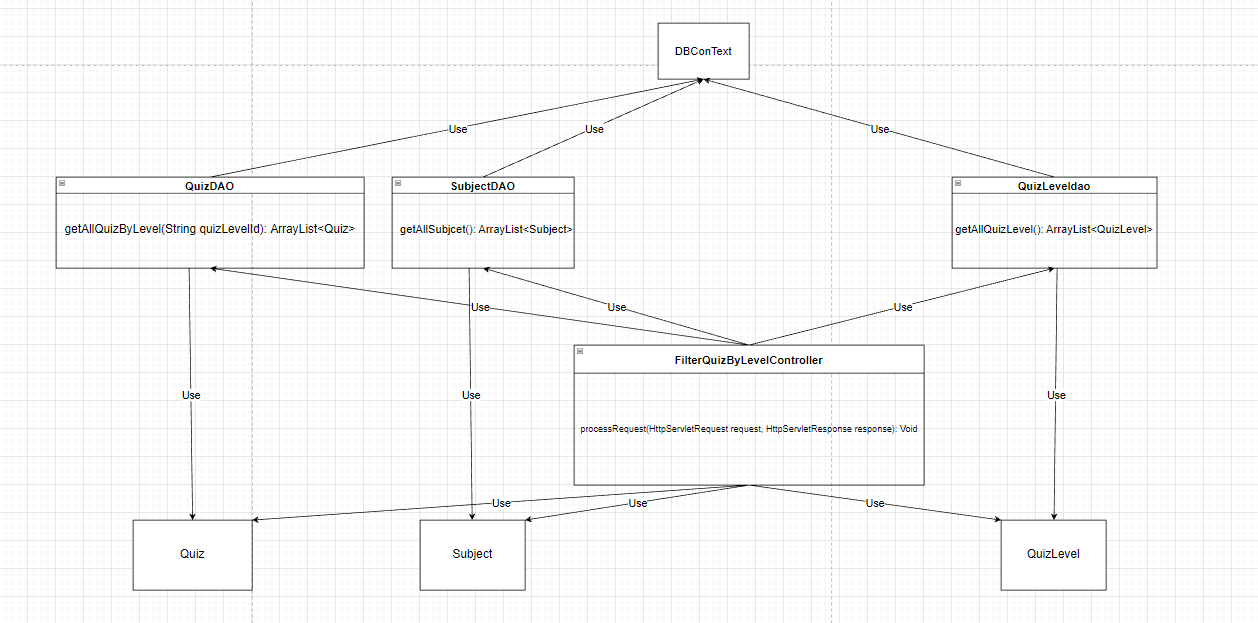 DBConText
Use
Use
Use
QuizDAO
SubjectDAO
QuizLeveldao
getAllQuizByLevel(String quizLevelId): ArrayList<Quiz>
getAllSubjcet(): ArrayList<Subject>
getAllQuizLevel(): ArrayList<QuizLevel>
Use
Use
Use
FilterQuizByLevelController
Use
Use
Use
processRequest(HttpServletRequest request, HttpServletResponse response): Void
Use
Use
Use
Quiz
Subject
QuizLevel